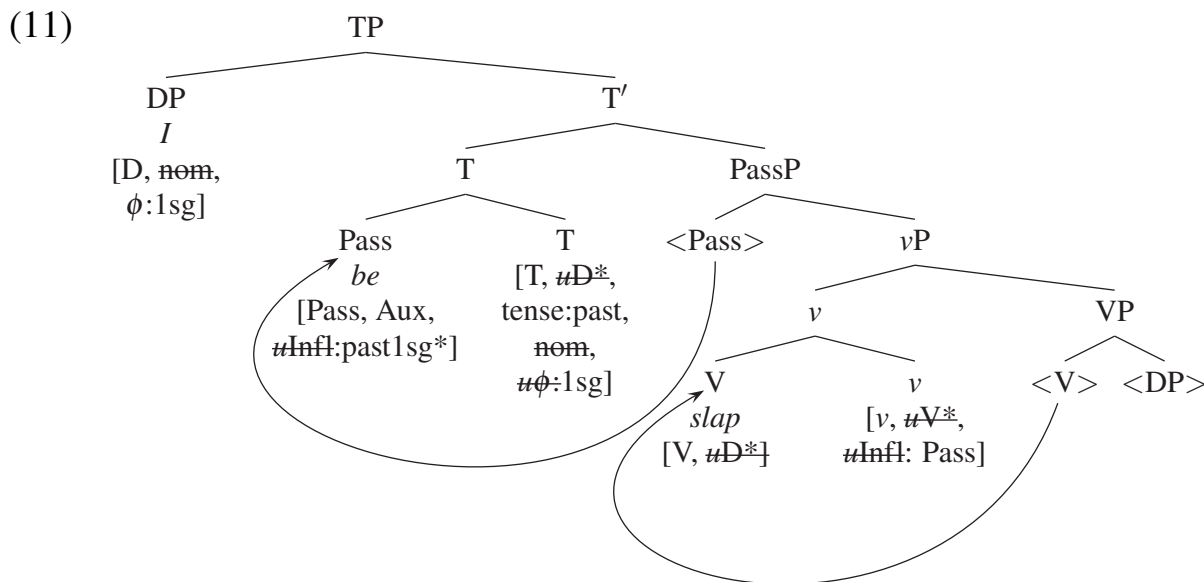 (11) TP
DP T′
I
[D, nom,
ϕ:1sg]
T PassP
Pass T <Pass> vP
be
[Pass, Aux,
uInfl:past1sg*]
[T, uD*,
tense:past,
nom,
uϕ:1sg]
v VP
V v <V> <DP>
slap
[V, uD*]
[v, uV*,
uInfl: Pass]